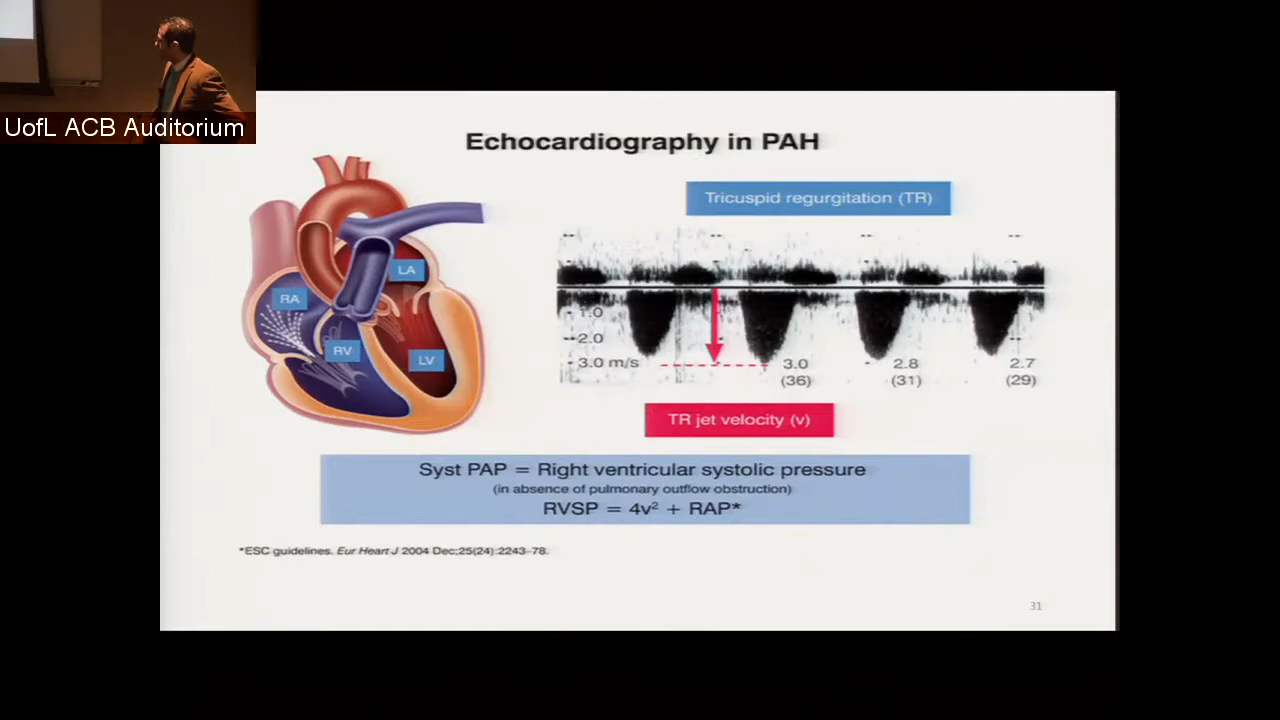 UofL ACB Auditorium
Echocardiography in PAH
Tricuspid regurgitation (TR)
RA
LA
RV
LV
1.0
2.0
3.0 m/s
3.0
(36)
2.8
(31)
2.7
(29)
TR jet velocity (v)
Syst PAP = Right ventricular systolic pressure
(in absence of pulmonary outflow obstruction)
RVSP = 4v² + RAP*
*ESC guidelines. Eur Heart J 2004 Dec;25(24):2243–78.
31